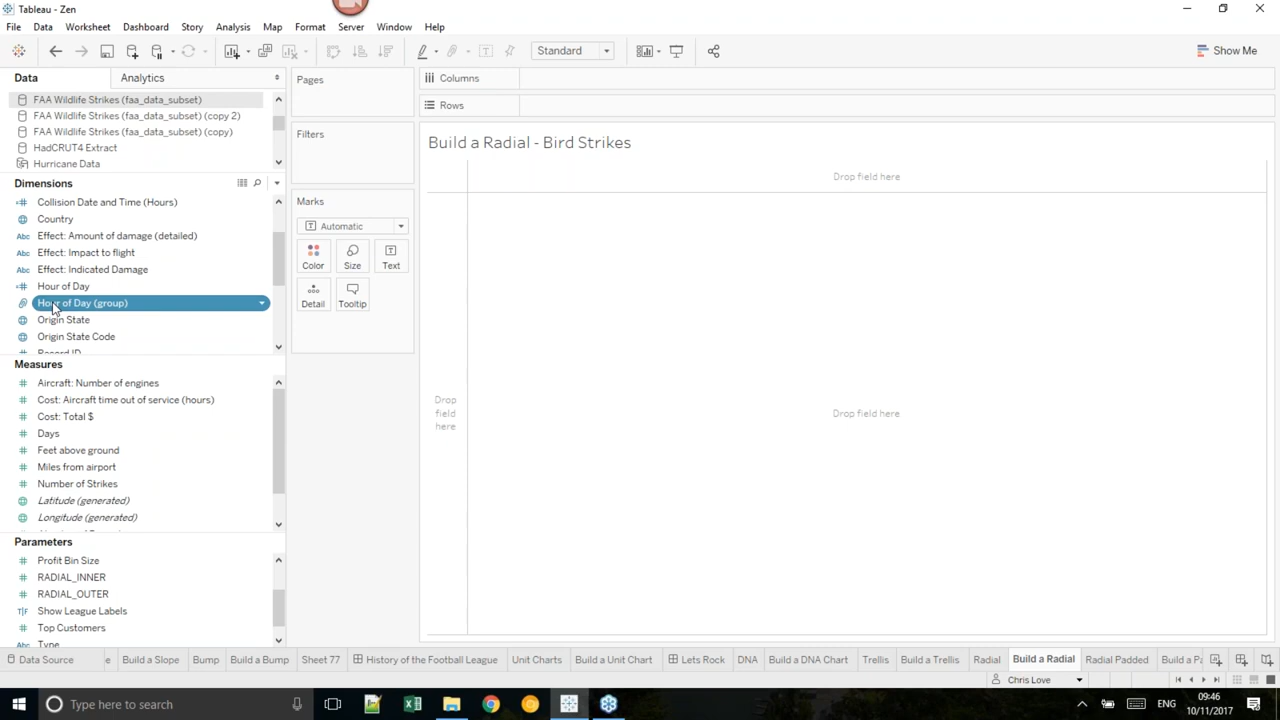 Tableau - Zen
File Data Worksheet Dashboard Story Analysis Map Format Server Window Help
Standard
Show Me
Data Analytics
FAA Wildlife Strikes (faa_data_subset)
FAA Wildlife Strikes (faa_data_subset) (copy 2)
FAA Wildlife Strikes (faa_data_subset) (copy)
HadCRUT4 Extract
Hurricane Data
Dimensions
Collision Date and Time (Hours)
Country
Abc Effect: Amount of damage (detailed)
Abc Effect: Impact to flight
Abc Effect: Indicated Damage
Hour of Day
Hour of Day (group)
Origin State
Origin State Code
Record ID
Measures
# Aircraft: Number of engines
# Cost: Aircraft time out of service (hours)
# Cost: Total $
# Days
# Feet above ground
# Miles from airport
# Number of Strikes
Latitude (generated)
Longitude (generated)
Parameters
# Profit Bin Size
# RADIAL_INNER
# RADIAL_OUTER
T|F Show League Labels
# Top Customers
Abc Type
Pages
Filters
Marks
T Automatic
Color Size Text
Detail Tooltip
Columns
Rows
Build a Radial - Bird Strikes
Drop field here
Drop
field
here
Drop field here
Data Source e Build a Slope Bump Build a Bump Sheet 77 History of the Football League Unit Charts Build a Unit Chart Lets Rock DNA Build a DNA Chart Trellis Build a Trellis Radial Build a Radial Radial Padded Build a Pa
Chris Love
Type here to search
ENG
09:46
10/11/2017